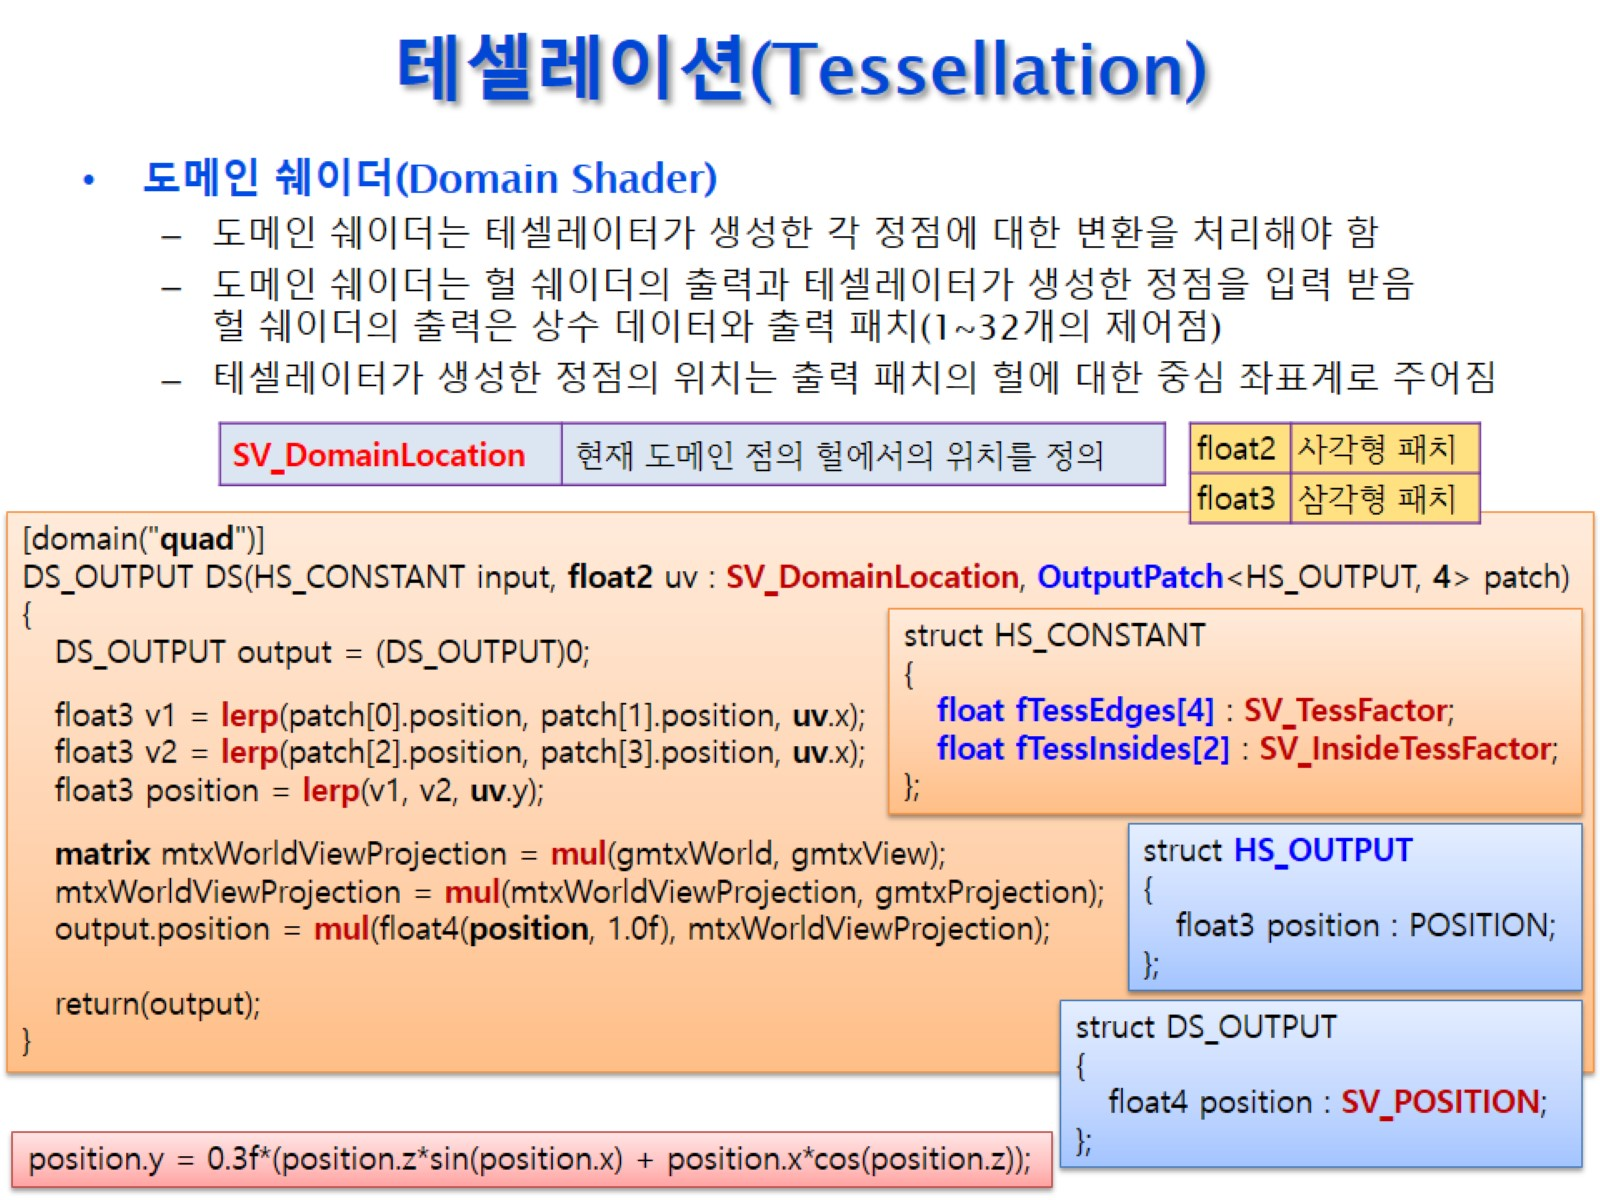 테셀레이션(Tessellation)
• 도메인 쉐이더(Domain Shader)
– 도메인 쉐이더는 테셀레이터가 생성한 각 정점에 대한 변환을 처리해야 함
– 도메인 쉐이더는 헐 쉐이더의 출력과 테셀레이터가 생성한 정점을 입력 받음
헐 쉐이더의 출력은 상수 데이터와 출력 패치(1~32개의 제어점)
– 테셀레이터가 생성한 정점의 위치는 출력 패치의 헐에 대한 중심 좌표계로 주어짐
SV_DomainLocation 현재 도메인 점의 헐에서의 위치를 정의
float2 사각형 패치
float3 삼각형 패치
[domain("quad")]
DS_OUTPUT DS(HS_CONSTANT input, float2 uv : SV_DomainLocation, OutputPatch<HS_OUTPUT, 4> patch)
{
DS_OUTPUT output = (DS_OUTPUT)0;
float3 v1 = lerp(patch[0].position, patch[1].position, uv.x);
float3 v2 = lerp(patch[2].position, patch[3].position, uv.x);
float3 position = lerp(v1, v2, uv.y);
matrix mtxWorldViewProjection = mul(gmtxWorld, gmtxView);
mtxWorldViewProjection = mul(mtxWorldViewProjection, gmtxProjection);
output.position = mul(float4(position, 1.0f), mtxWorldViewProjection);
return(output);
}
struct HS_CONSTANT
{
float fTessEdges[4] : SV_TessFactor;
float fTessInsides[2] : SV_InsideTessFactor;
};
struct HS_OUTPUT
{
float3 position : POSITION;
};
struct DS_OUTPUT
{
float4 position : SV_POSITION;
};
position.y = 0.3f*(position.z*sin(position.x) + position.x*cos(position.z));